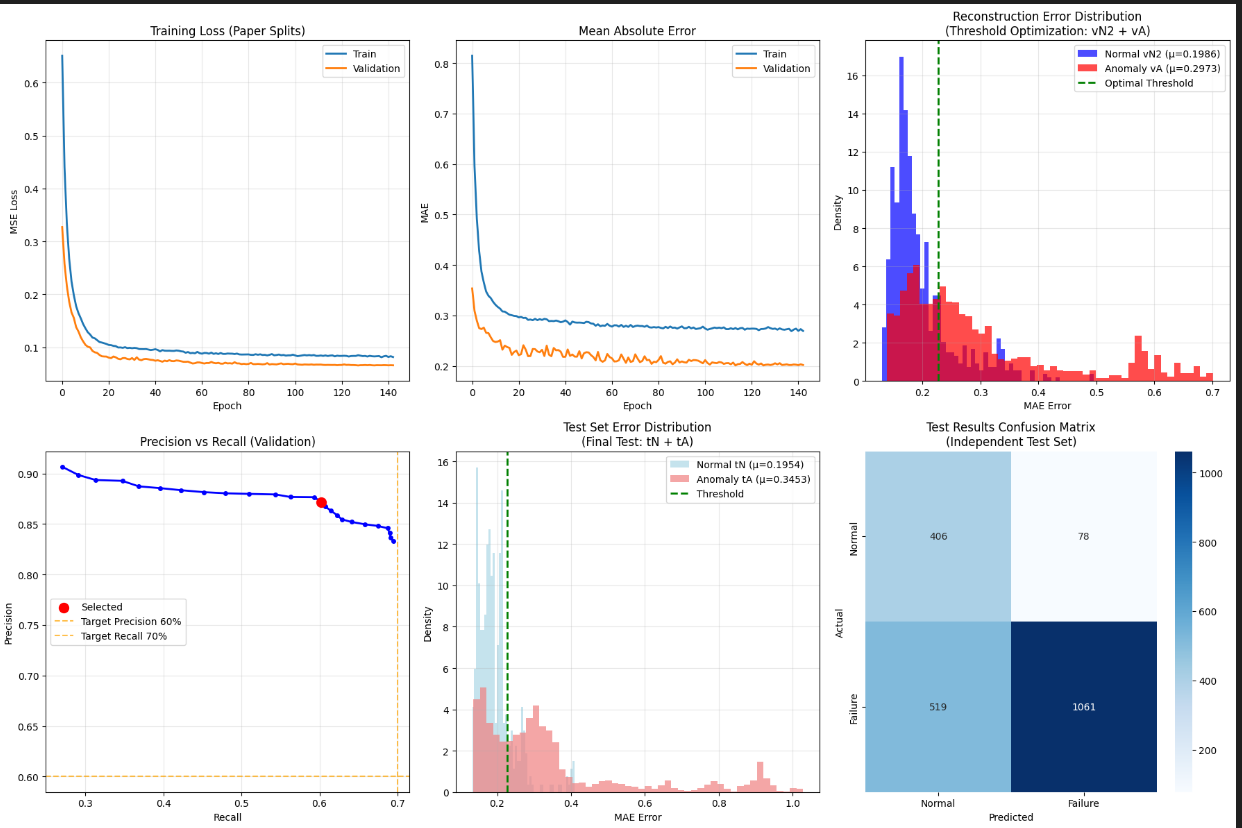 Training Loss (Paper Splits)
Train
Validation
0.6
0.5
0.4
0.3
0.2
0.1
MSE Loss
0 20 40 60 80 100 120 140
Epoch
Mean Absolute Error
Train
Validation
0.8
0.7
0.6
0.5
0.4
0.3
0.2
MAE
0 20 40 60 80 100 120 140
Epoch
Reconstruction Error Distribution
(Threshold Optimization: vN2 + vA)
Normal vN2 (μ=0.1986)
Anomaly vA (μ=0.2973)
Optimal Threshold
16
14
12
10
8
6
4
2
0
Density
0.2 0.3 0.4 0.5 0.6 0.7
MAE Error
Precision vs Recall (Validation)
0.90
0.85
0.80
0.75
0.70
0.65
0.60
Precision
Selected
Target Precision 60%
Target Recall 70%
0.3 0.4 0.5 0.6 0.7
Recall
Test Set Error Distribution
(Final Test: tN + tA)
Normal tN (μ=0.1954)
Anomaly tA (μ=0.3453)
Threshold
16
14
12
10
8
6
4
2
0
Density
0.2 0.4 0.6 0.8 1.0
MAE Error
Test Results Confusion Matrix
(Independent Test Set)
Normal
Failure
Actual
406 78
519 1061
Normal Failure
Predicted
1000
800
600
400
200